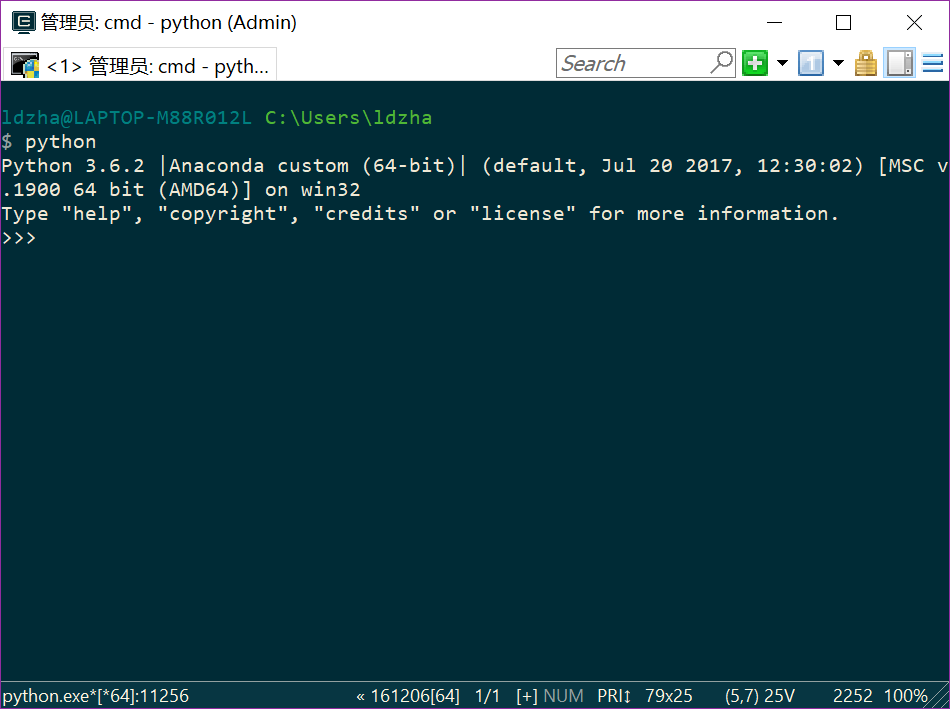 管理员: cmd - python (Admin)
<1> 管理员: cmd - pyth...
Search
1
ldzha@LAPTOP-M88R012L C:\Users\ldzha
$ python
Python 3.6.2 |Anaconda custom (64-bit)| (default, Jul 20 2017, 12:30:02) [MSC v
.1900 64 bit (AMD64)] on win32
Type "help", "copyright", "credits" or "license" for more information.
>>>
python.exe*[*64]:11256 « 161206[64] 1/1 [+] NUM PRI↕ 79x25 (5,7) 25V 2252 100%